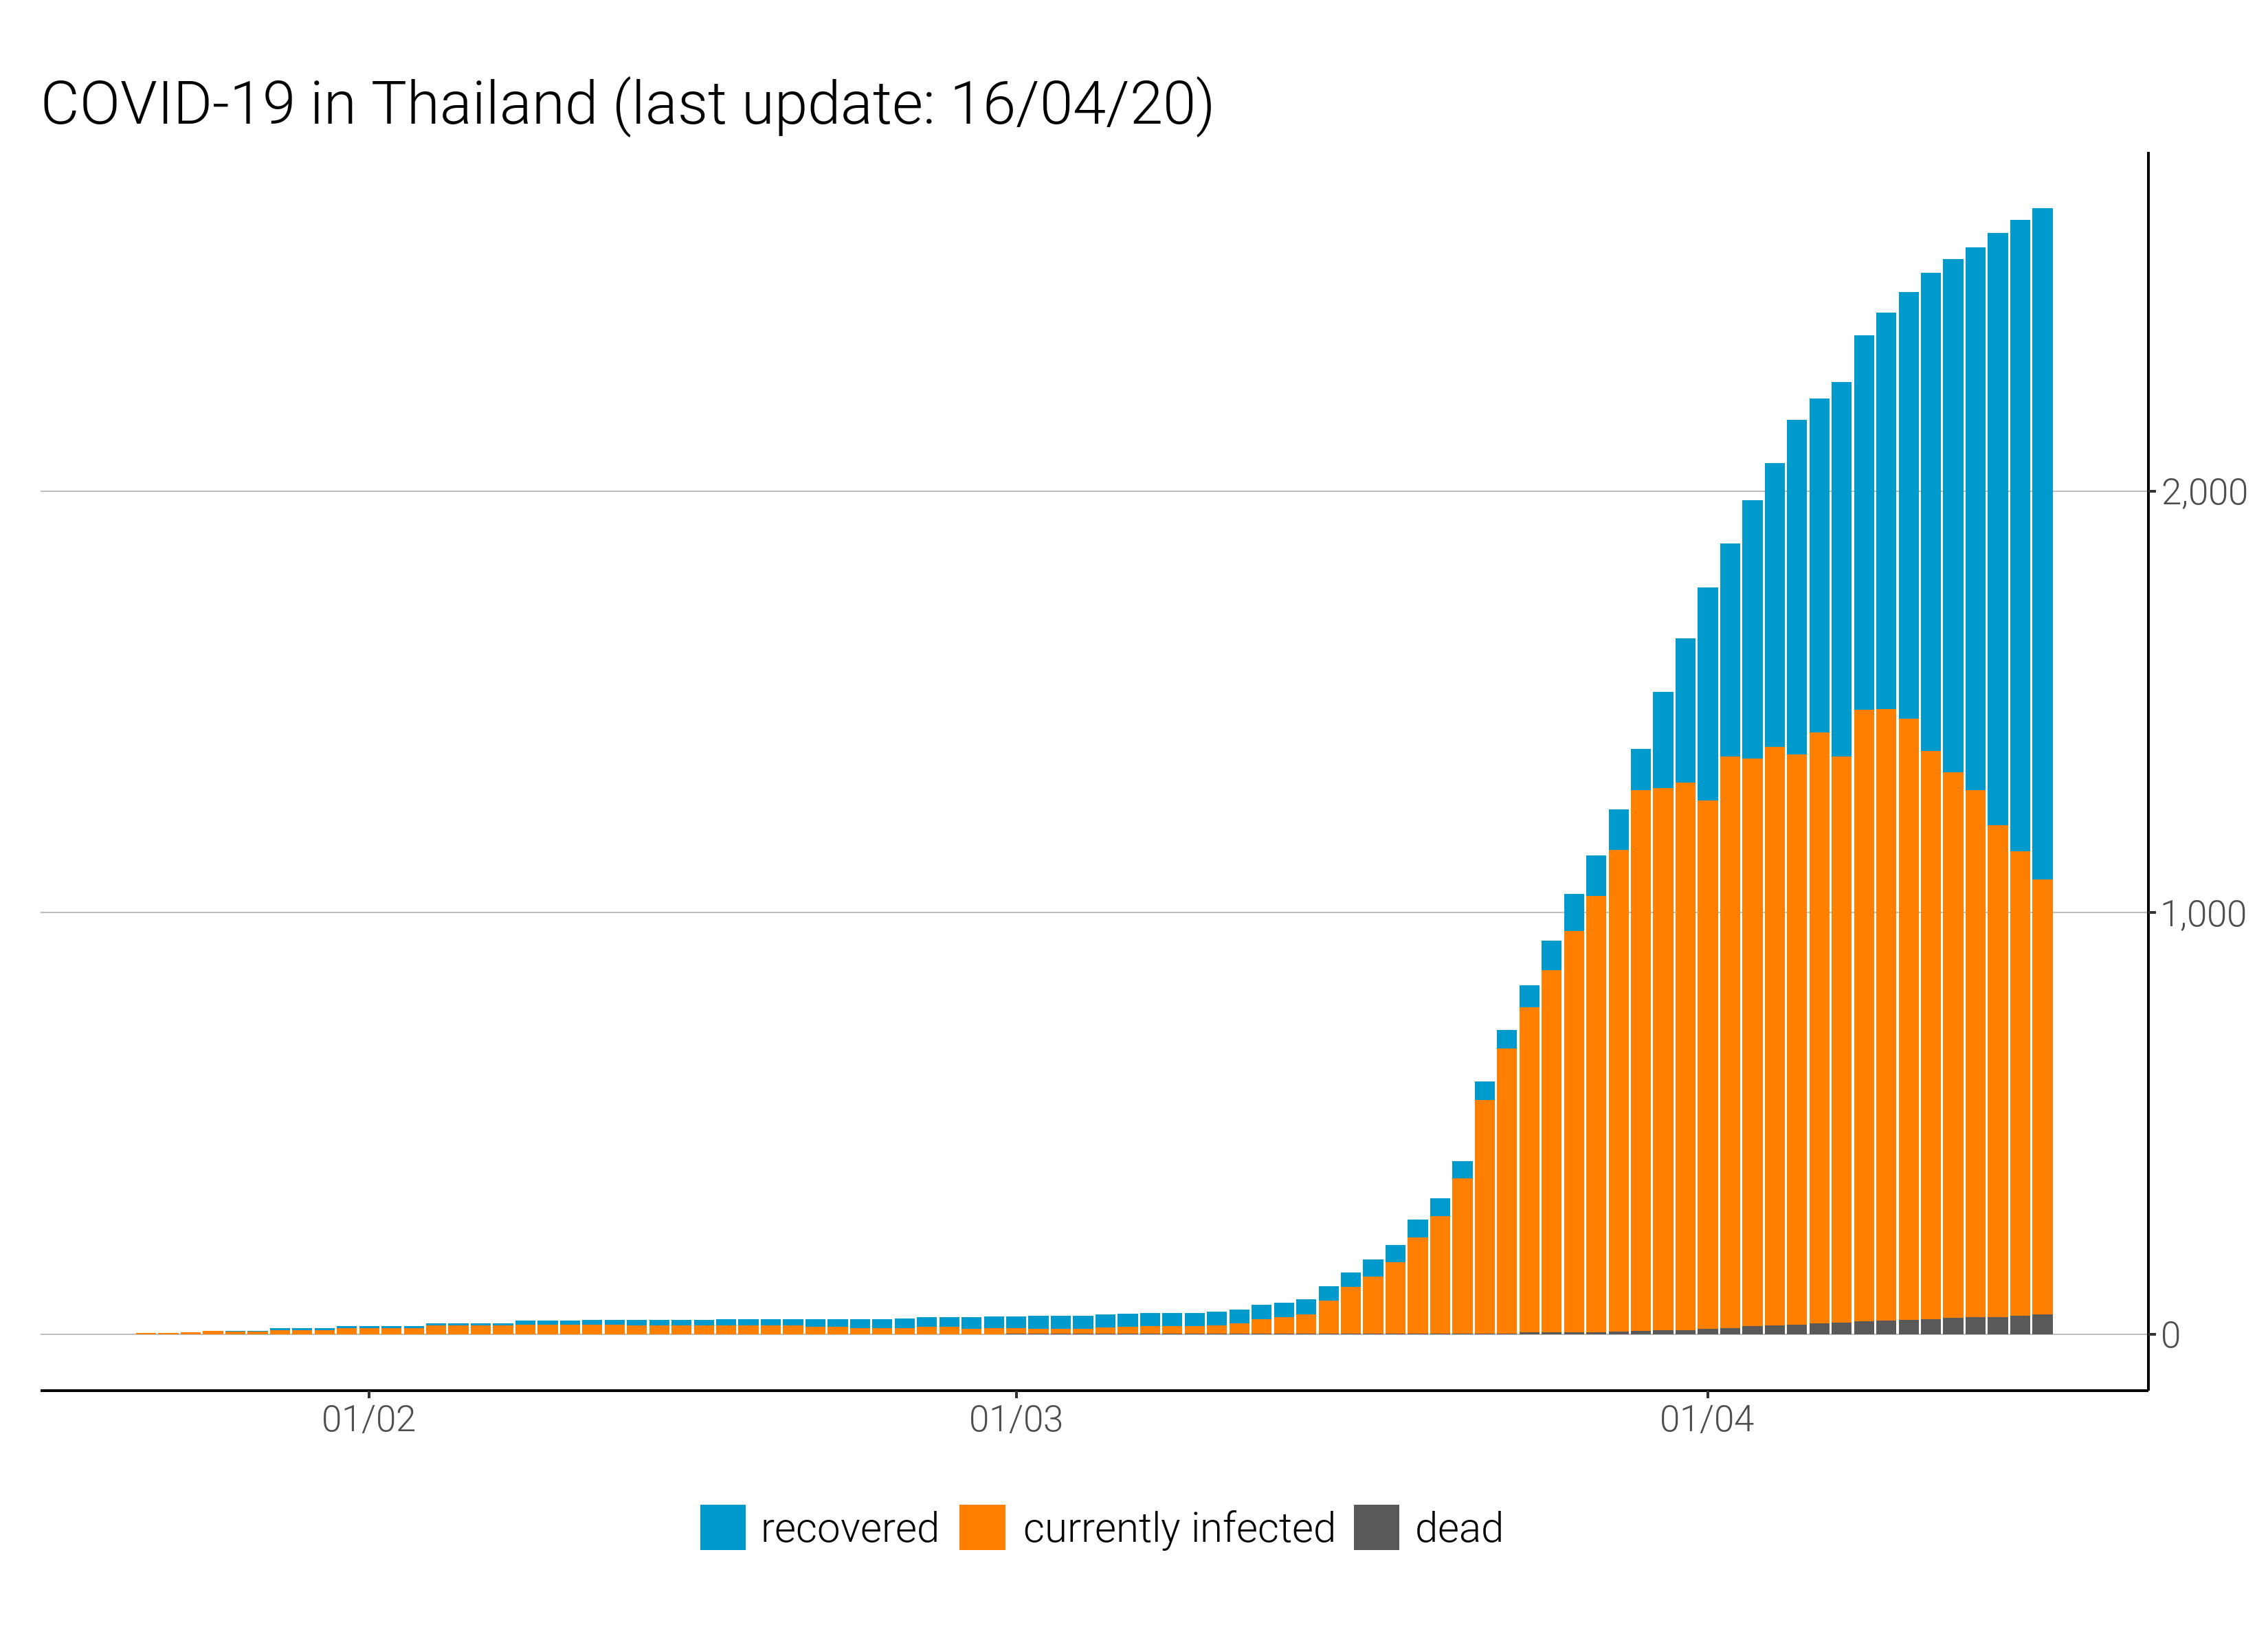 COVID-19 in Thailand (last update: 16/04/20)
2,000
1,000
0
01/02 01/03 01/04
recovered currently infected dead